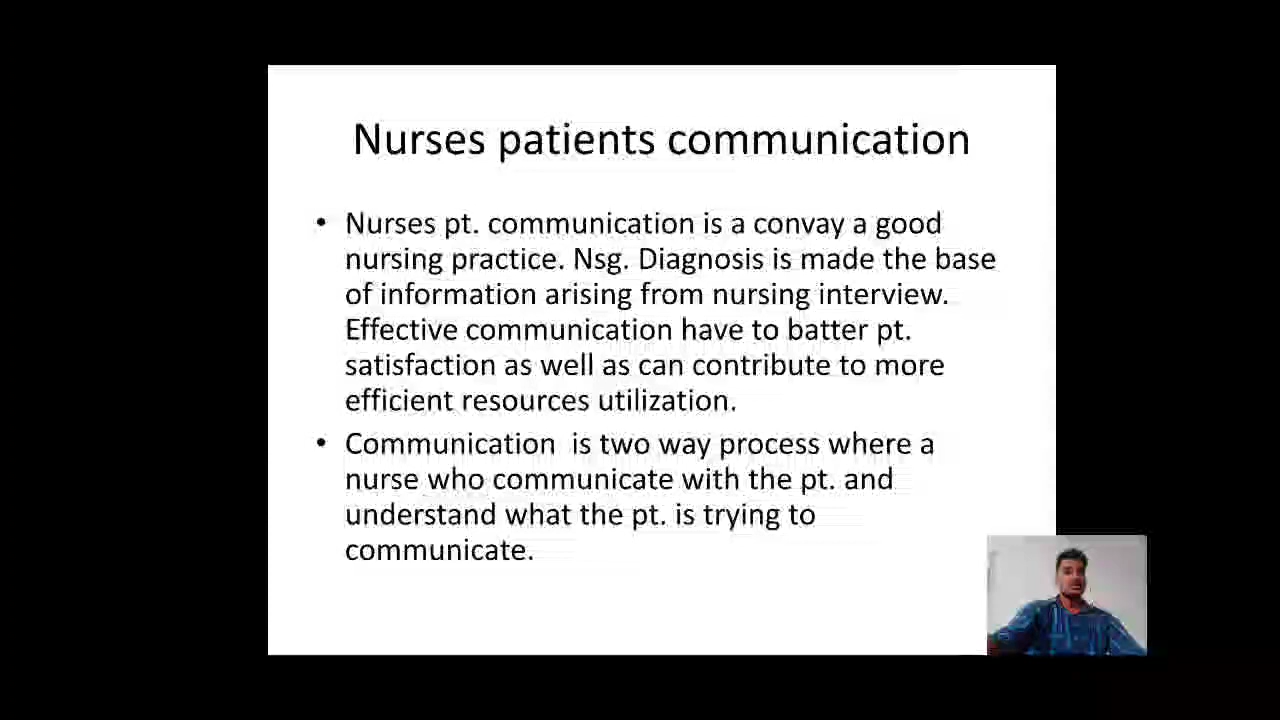 Nurses patients communication
• Nurses pt. communication is a convay a good
nursing practice. Nsg. Diagnosis is made the base
of information arising from nursing interview.
Effective communication have to batter pt.
satisfaction as well as can contribute to more
efficient resources utilization.
• Communication  is two way process where a
nurse who communicate with the pt. and
understand what the pt. is trying to
communicate.